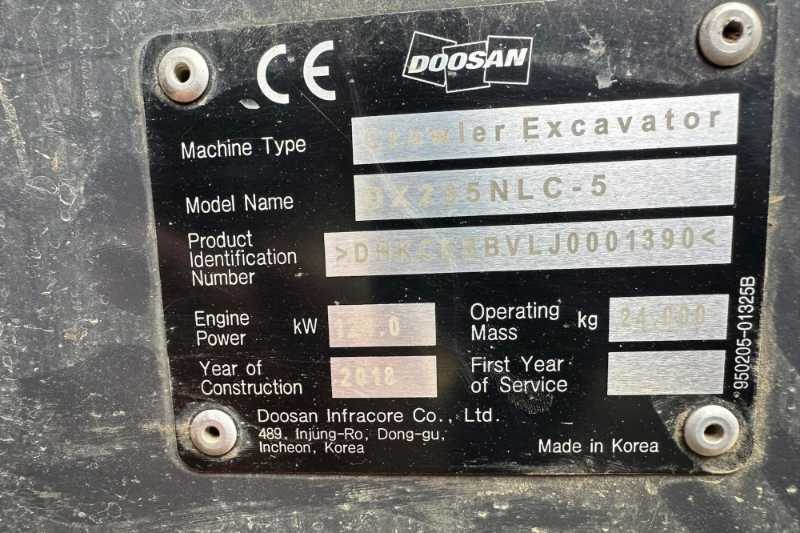 CE
DOOSAN
Machine Type Crawler Excavator
Model Name
Product Identification Number
Engine Power kW
Operating Mass kg 24,000
Year of Construction 2018
First Year of Service
Doosan Infracore Co., Ltd.
489, Injung-Ro, Dong-gu,
Incheon, Korea
Made in Korea
950205-01325B